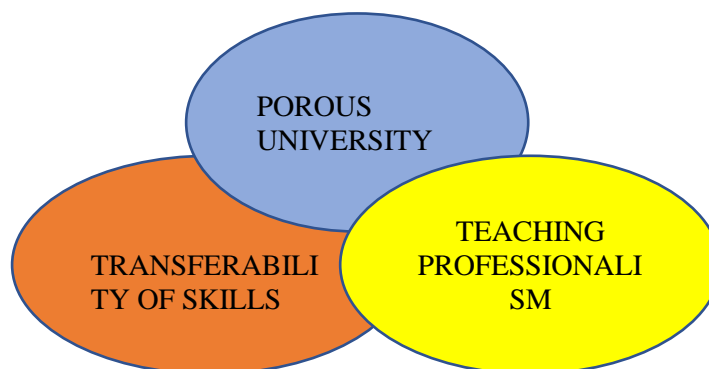 POROUS
UNIVERSITY
TRANSFERABILI
TY OF SKILLS
TEACHING
PROFESSIONALI
SM